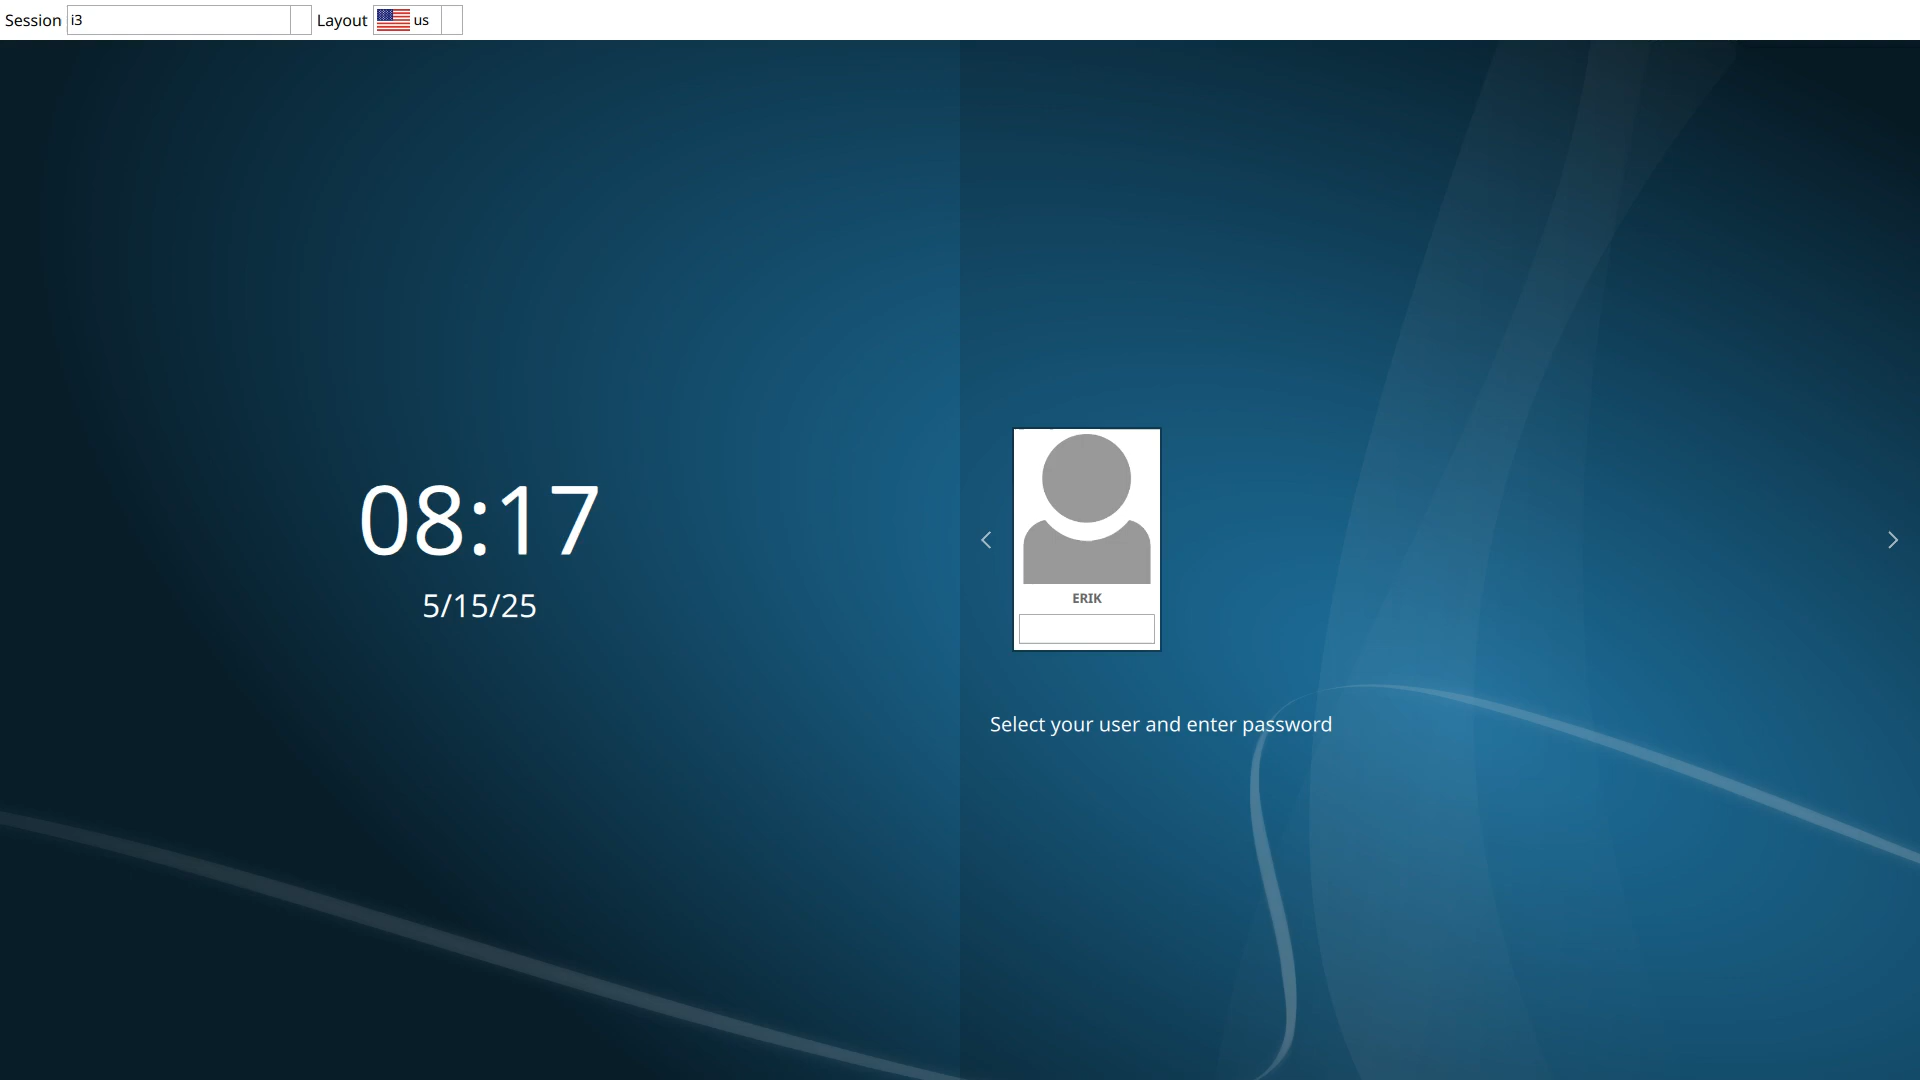 Session i3 Layout us
08:17
5/15/25
ERIK
Select your user and enter password